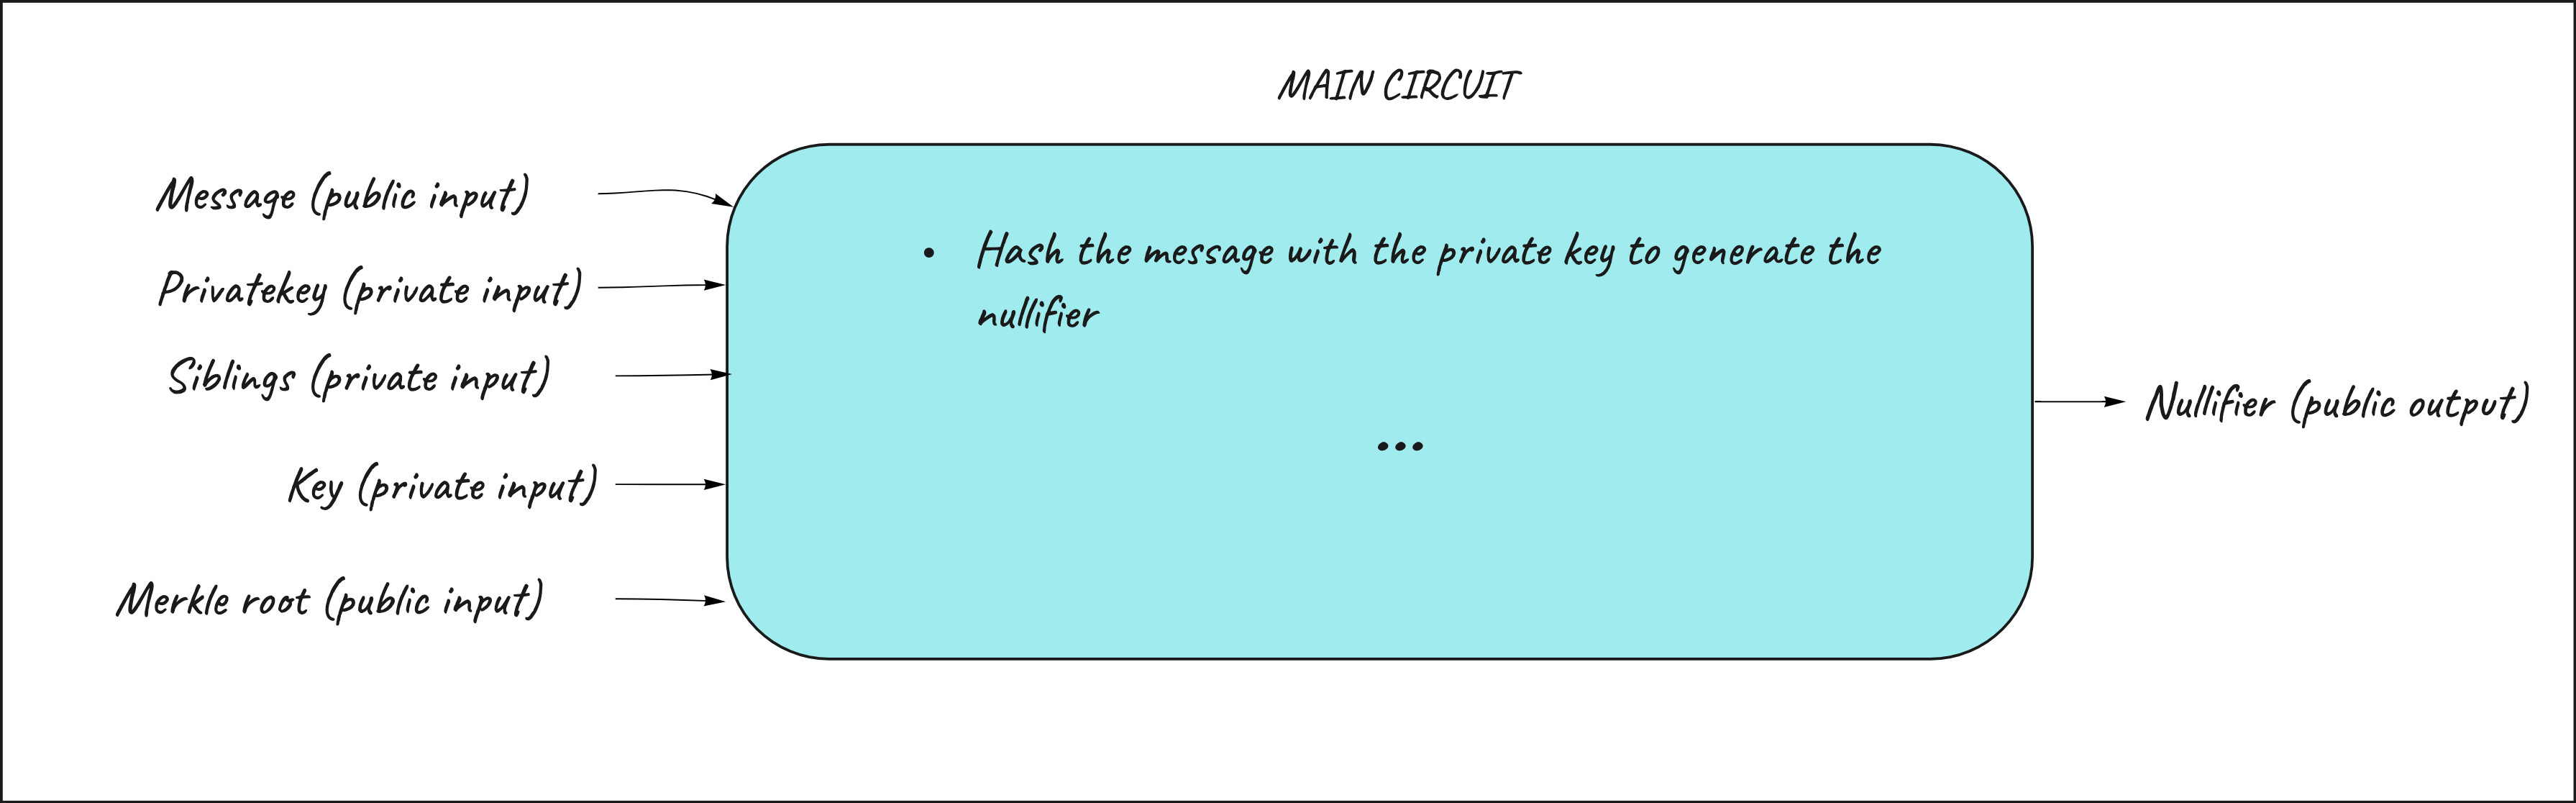 MAIN CIRCUIT
Message (public input)
Privatekey (private input)
Siblings (private input)
Key (private input)
Merkle root (public input)
• Hash the message with the private key to generate the
nullifier
...
Nullifier (public output)